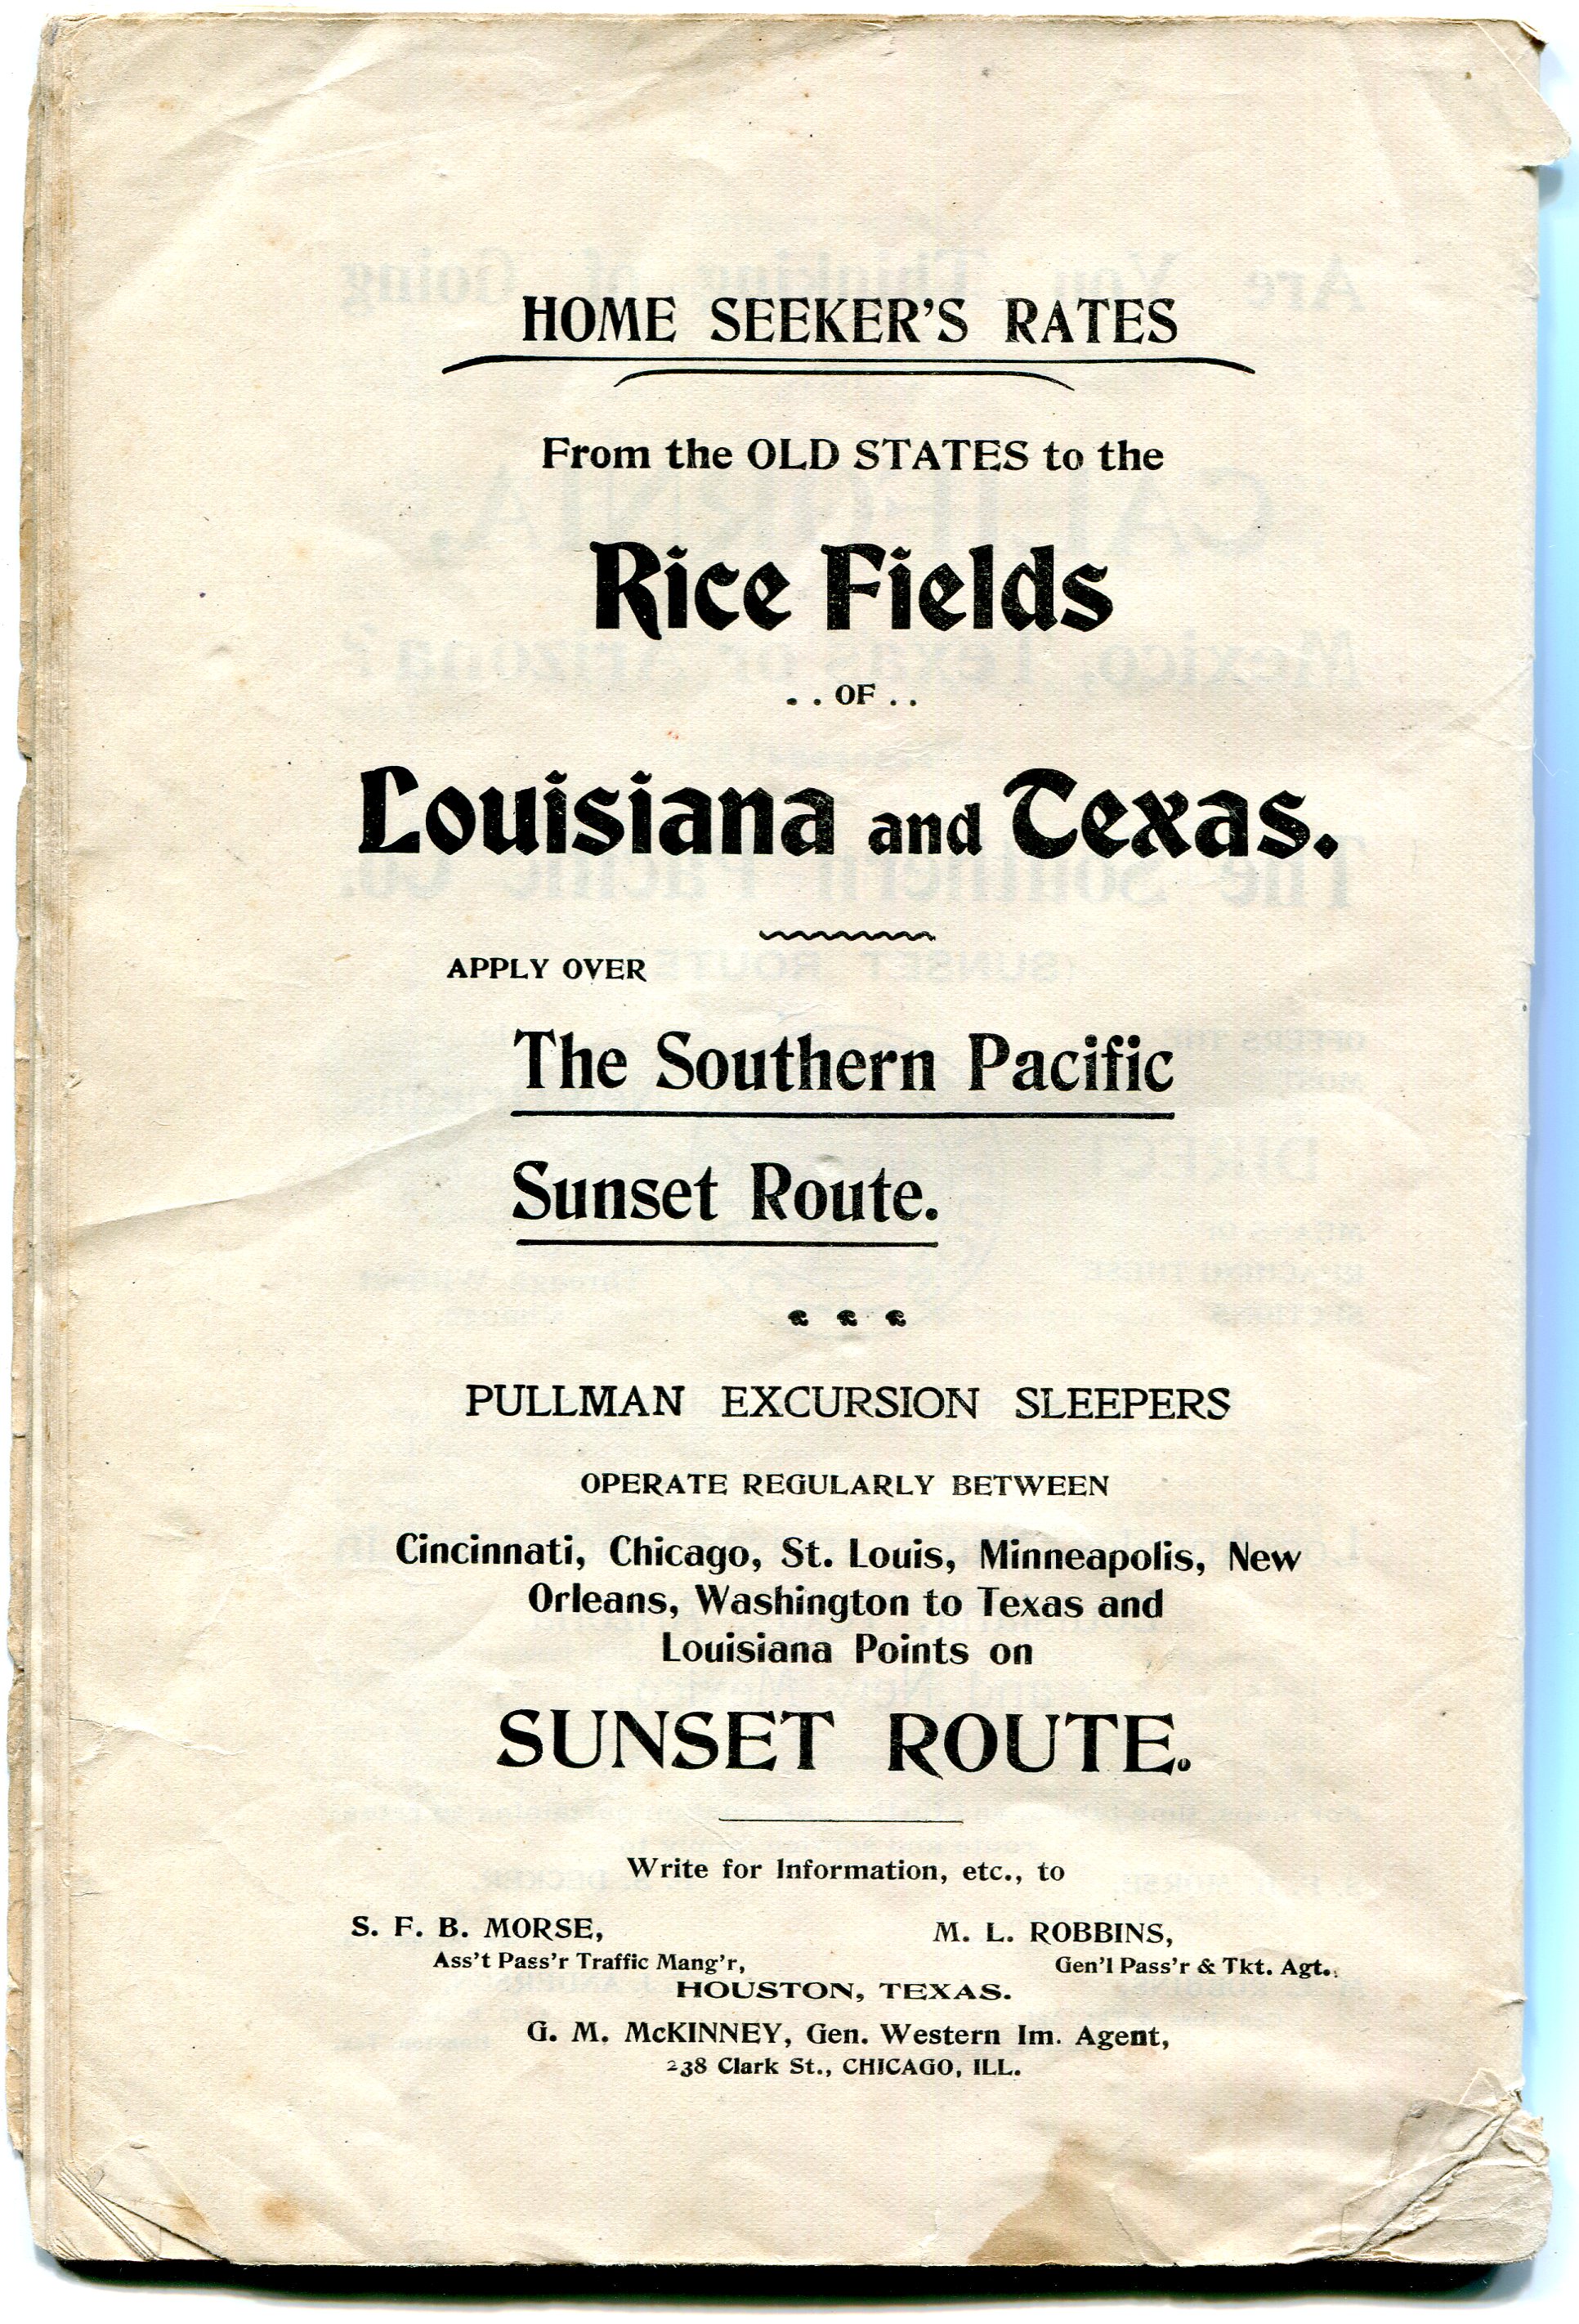 HOME SEEKER'S RATES
From the OLD STATES to the
Rice Fields
. . OF . .
Louisiana and Texas.
APPLY OVER
The Southern Pacific
Sunset Route.
PULLMAN EXCURSION SLEEPERS
OPERATE REGULARLY BETWEEN
Cincinnati, Chicago, St. Louis, Minneapolis, New
Orleans, Washington to Texas and
Louisiana Points on
SUNSET ROUTE.
Write for Information, etc., to
S. F. B. MORSE, M. L. ROBBINS,
Ass't Pass'r Traffic Mang'r, Gen'l Pass'r & Tkt. Agt.,
HOUSTON, TEXAS.
G. M. McKINNEY, Gen. Western Im. Agent,
238 Clark St., CHICAGO, ILL.